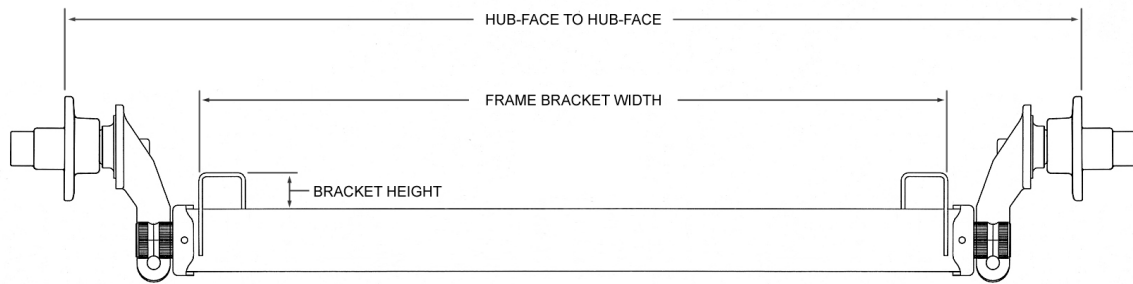 HUB-FACE TO HUB-FACE
FRAME BRACKET WIDTH
BRACKET HEIGHT